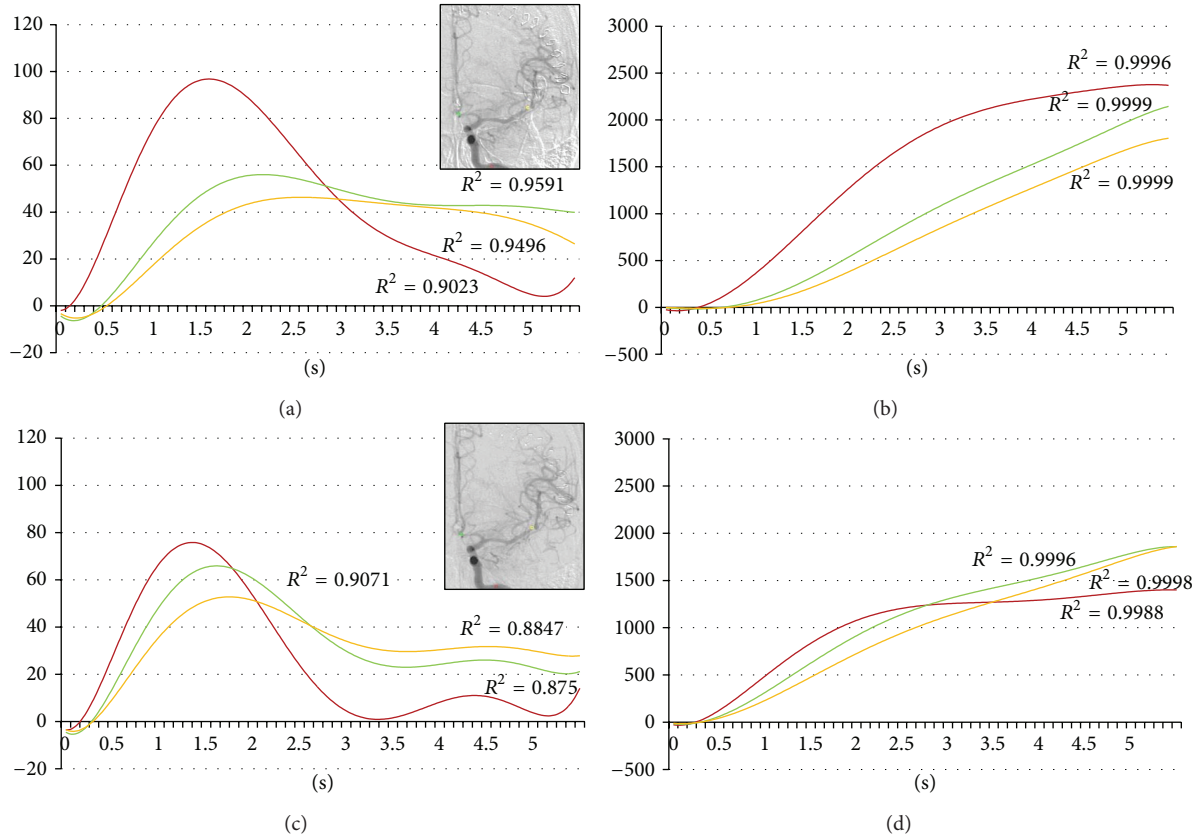 120
100
80
60
40
20
0
−20
R² = 0.9591
R² = 0.9496
R² = 0.9023
0 0.5 1 1.5 2 2.5 3 3.5 4 4.5 5
(s)
(a)
3000
2500
2000
1500
1000
500
0
−500
R² = 0.9996
R² = 0.9999
R² = 0.9999
0 0.5 1 1.5 2 2.5 3 3.5 4 4.5 5
(s)
(b)
120
100
80
60
40
20
0
−20
R² = 0.9071
R² = 0.8847
R² = 0.875
0 0.5 1 1.5 2 2.5 3 3.5 4 4.5 5
(s)
(c)
3000
2500
2000
1500
1000
500
0
−500
R² = 0.9996
R² = 0.9998
R² = 0.9988
0 0.5 1 1.5 2 2.5 3 3.5 4 4.5 5
(s)
(d)